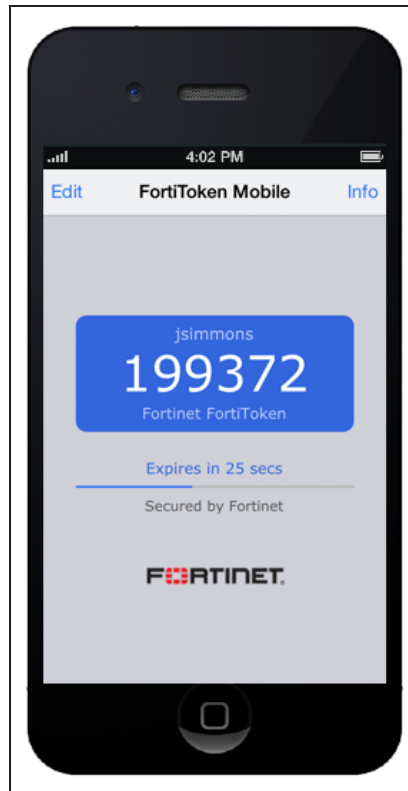 4:02 PM
Edit FortiToken Mobile Info
jsimmons
199372
Fortinet FortiToken
Expires in 25 secs
Secured by Fortinet
FORTINET.